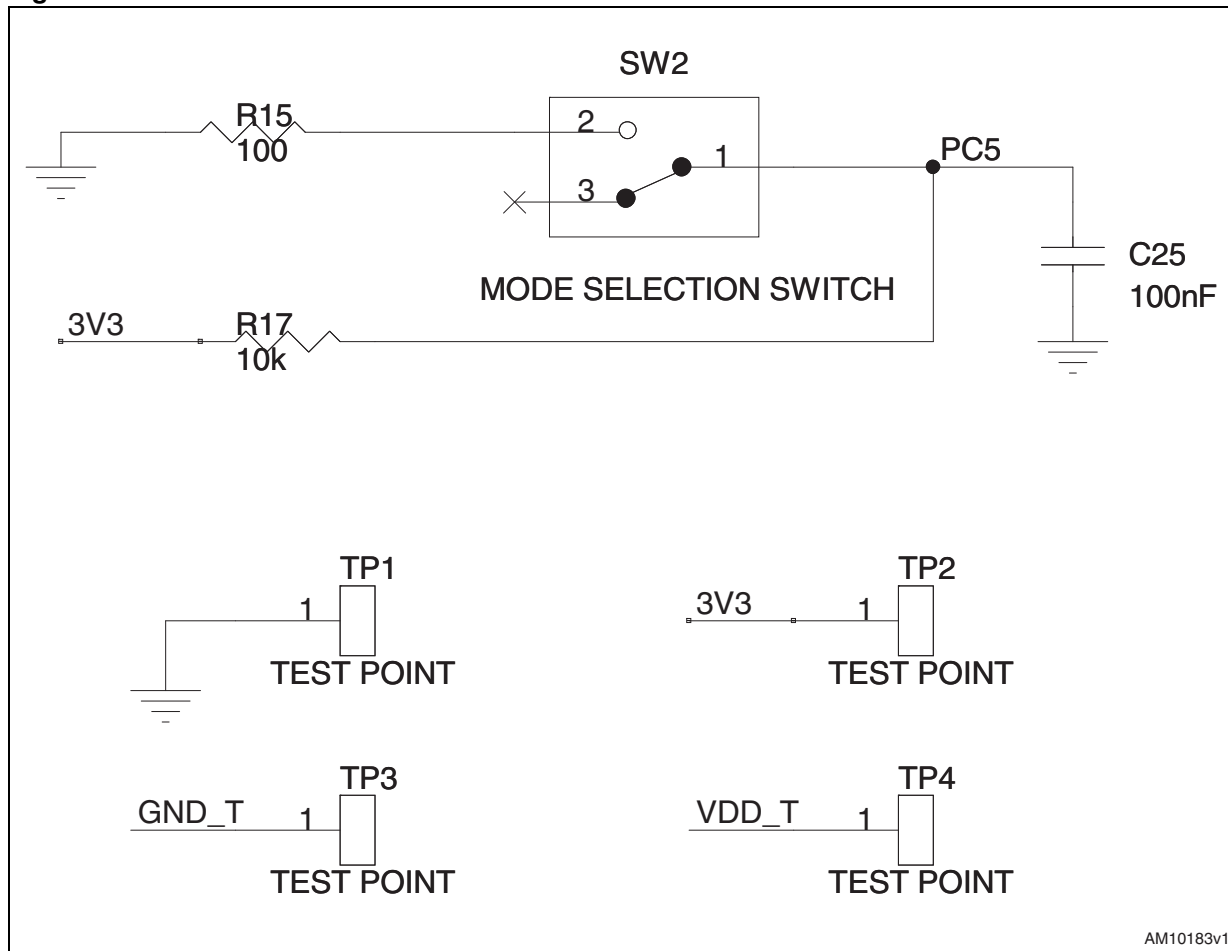 SW2
R15
100
2
1
3
PC5
MODE SELECTION SWITCH
C25
100nF
3V3
R17
10k
TP1
1
TEST POINT
TP2
3V3
1
TEST POINT
TP3
GND_T
1
TEST POINT
TP4
VDD_T
1
TEST POINT
AM10183v1